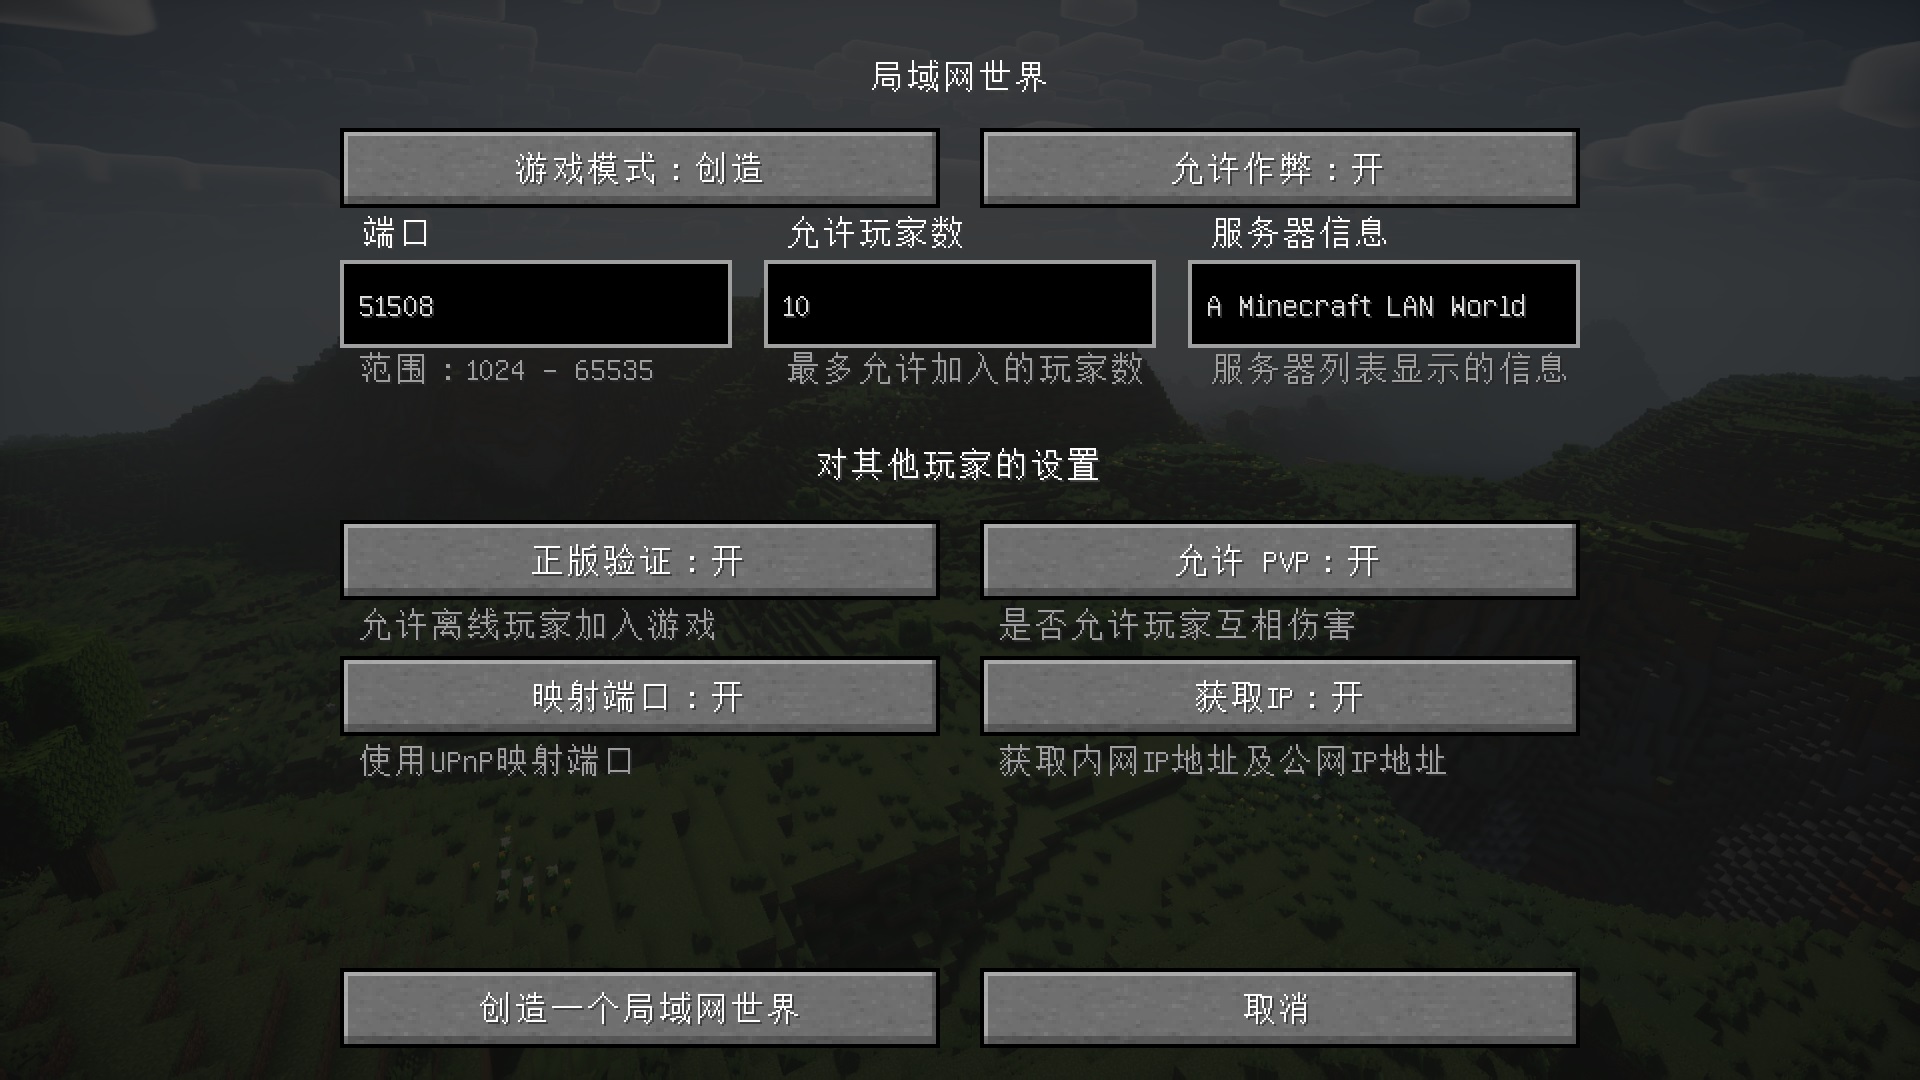 局域网世界
游戏模式：创造
允许作弊：开
端口
允许玩家数
服务器信息
51508
10
A Minecraft LAN World
范围：1024 - 65535
最多允许加入的玩家数
服务器列表显示的信息
对其他玩家的设置
正版验证：开
允许 PVP：开
允许离线玩家加入游戏
是否允许玩家互相伤害
映射端口：开
获取IP：开
使用UPnP映射端口
获取内网IP地址及公网IP地址
创造一个局域网世界
取消